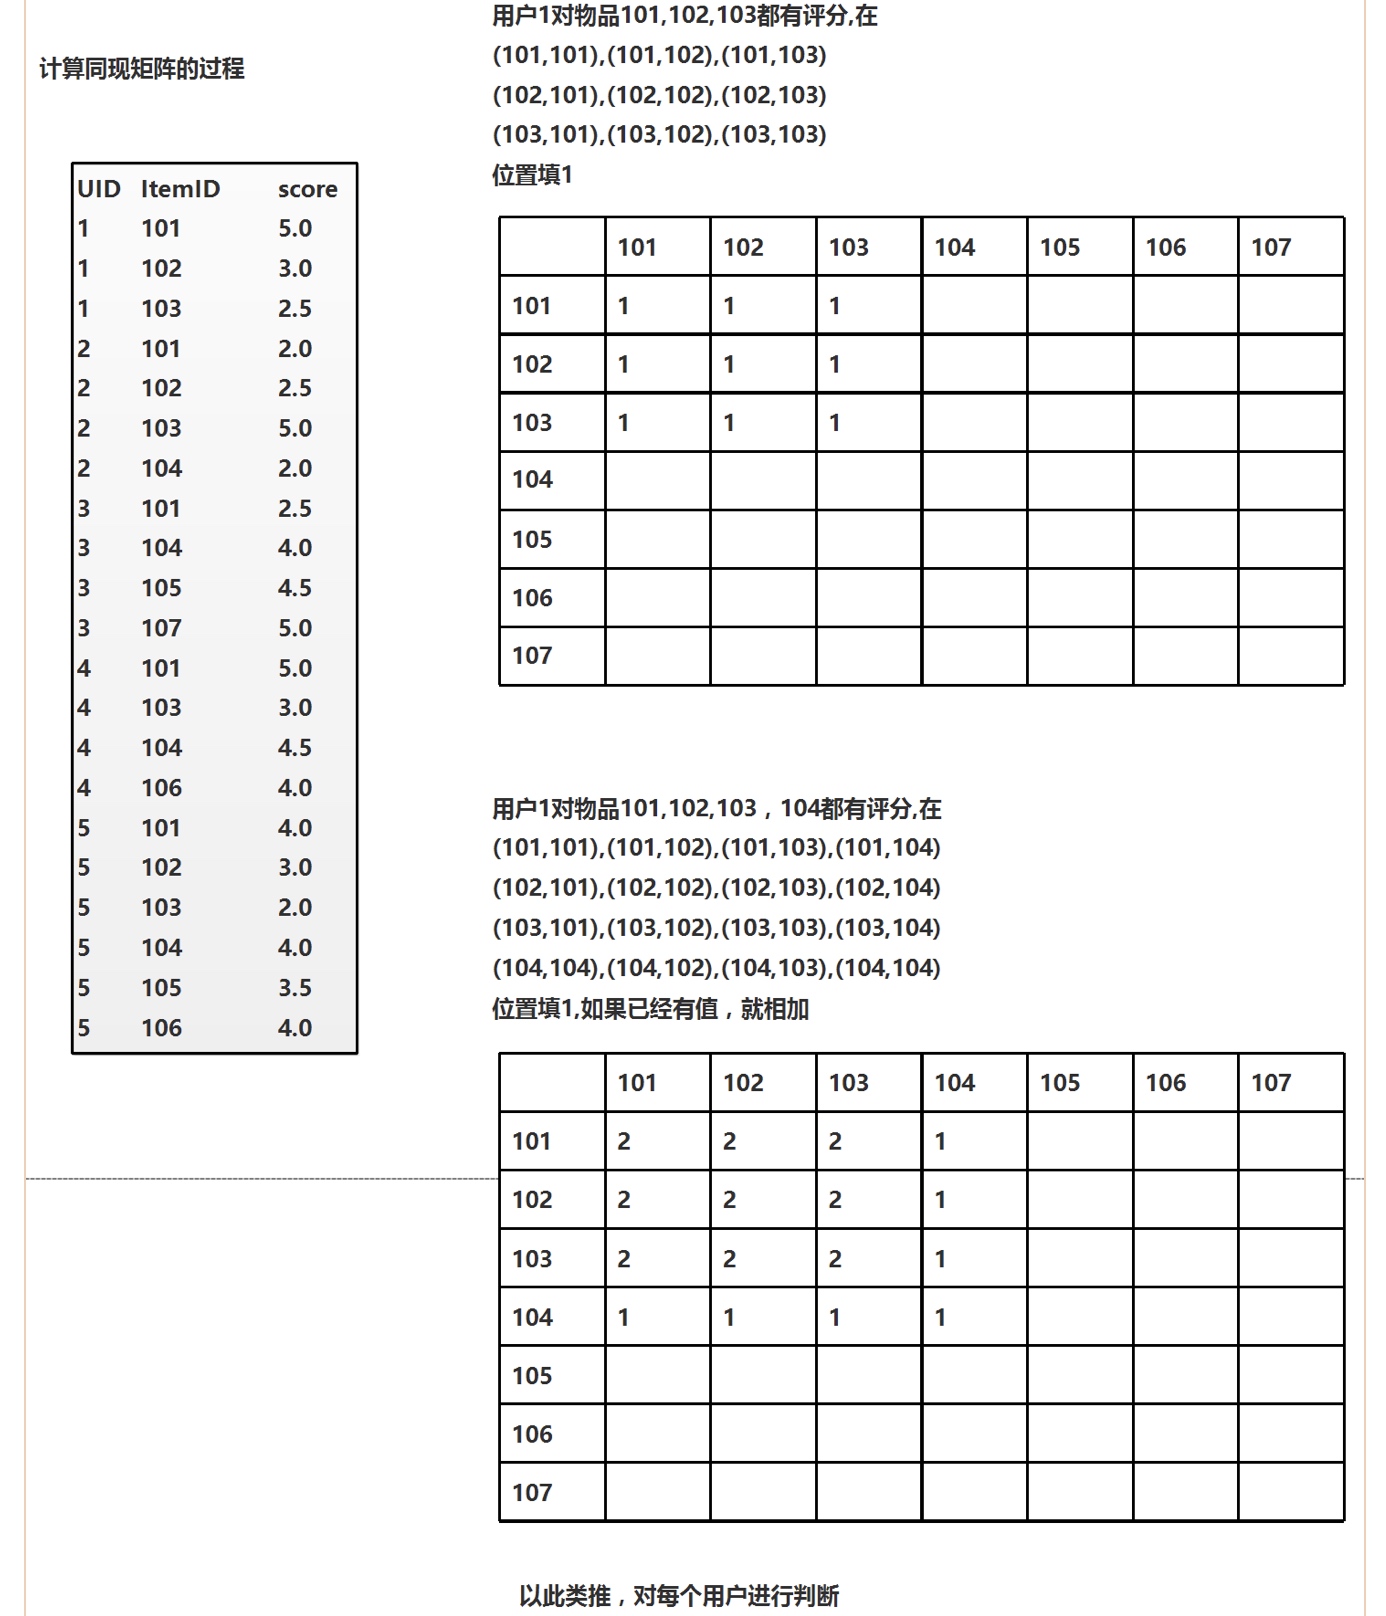 计算同现矩阵的过程
UID ItemID score
1 101 5.0
1 102 3.0
1 103 2.5
2 101 2.0
2 102 2.5
2 103 5.0
2 104 2.0
3 101 2.5
3 104 4.0
3 105 4.5
3 107 5.0
4 101 5.0
4 103 3.0
4 104 4.5
4 106 4.0
5 101 4.0
5 102 3.0
5 103 2.0
5 104 4.0
5 105 3.5
5 106 4.0
用户1对物品101,102,103都有评分,在
(101,101),(101,102),(101,103)
(102,101),(102,102),(102,103)
(103,101),(103,102),(103,103)
位置填1
101 102 103 104 105 106 107
101 1 1 1
102 1 1 1
103 1 1 1
104
105
106
107
用户1对物品101,102,103，104都有评分,在
(101,101),(101,102),(101,103),(101,104)
(102,101),(102,102),(102,103),(102,104)
(103,101),(103,102),(103,103),(103,104)
(104,104),(104,102),(104,103),(104,104)
位置填1,如果已经有值，就相加
101 102 103 104 105 106 107
101 2 2 2 1
102 2 2 2 1
103 2 2 2 1
104 1 1 1 1
105
106
107
以此类推，对每个用户进行判断